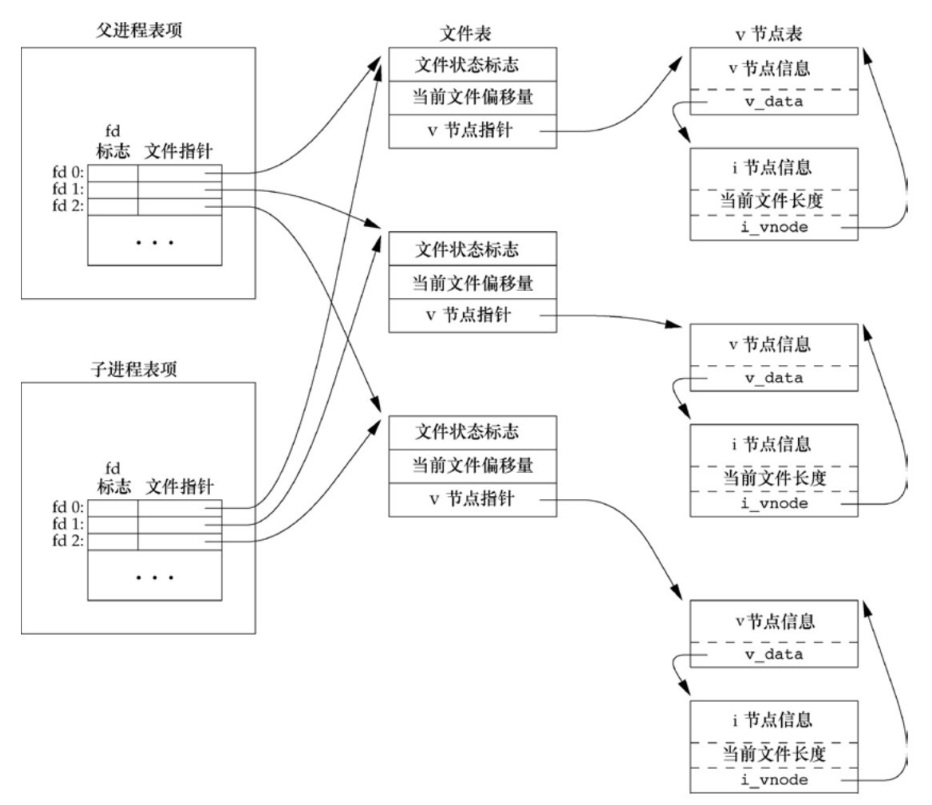 父进程表项
fd
标志 文件指针
fd 0:
fd 1:
fd 2:
• • •
子进程表项
fd
标志 文件指针
fd 0:
fd 1:
fd 2:
• • •
文件表
文件状态标志
当前文件偏移量
v 节点指针
文件状态标志
当前文件偏移量
v 节点指针
文件状态标志
当前文件偏移量
v 节点指针
v 节点表
v 节点信息
v_data
i 节点信息
当前文件长度
i_vnode
v 节点信息
v_data
i 节点信息
当前文件长度
i_vnode
v节点信息
v_data
i 节点信息
当前文件长度
i_vnode